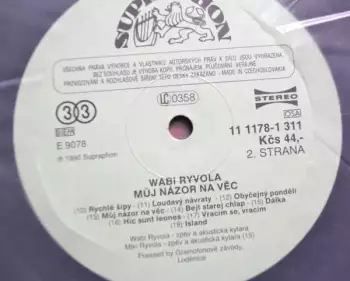 SUPRAPHON
VŠECHNA PRÁVA VÝROBCE A VLASTNÍKŮ AUTORSKÝCH PRÁV K DÍLU JSOU VYHRAZENA.
BEZ SOUHLASU JE VÝROBA KOPIÍ, PRONÁJEM, PŮJČOVÁNÍ, VEŘEJNÉ
PROVOZOVÁNÍ A ROZHLASOVÉ ŠÍŘENÍ TÉTO DESKY ZAKÁZÁNO - MADE IN CZECHOSLOVAKIA
33
LC 0358
STEREO
OSA
E 9078
11 1178-1 311
Kčs 44,-
℗ 1990 Supraphon
2. STRANA
WABI RYVOLA
MŮJ NÁZOR NA VĚC
(10) Rychlé šípy - (11) Loudavý návraty - (12) Obyčejný pondělí
(13) Můj názor na věc - (14) Bejt starej chlap - (15) Dálka
(16) Hic sunt leones - (17) Vracím se, vracím
(18) Island
Wabi Ryvola - zpěv a akustická kytara
Miki Ryvola - zpěv a akustická kytara
Pressed by Gramofonové závody,
Loděnice